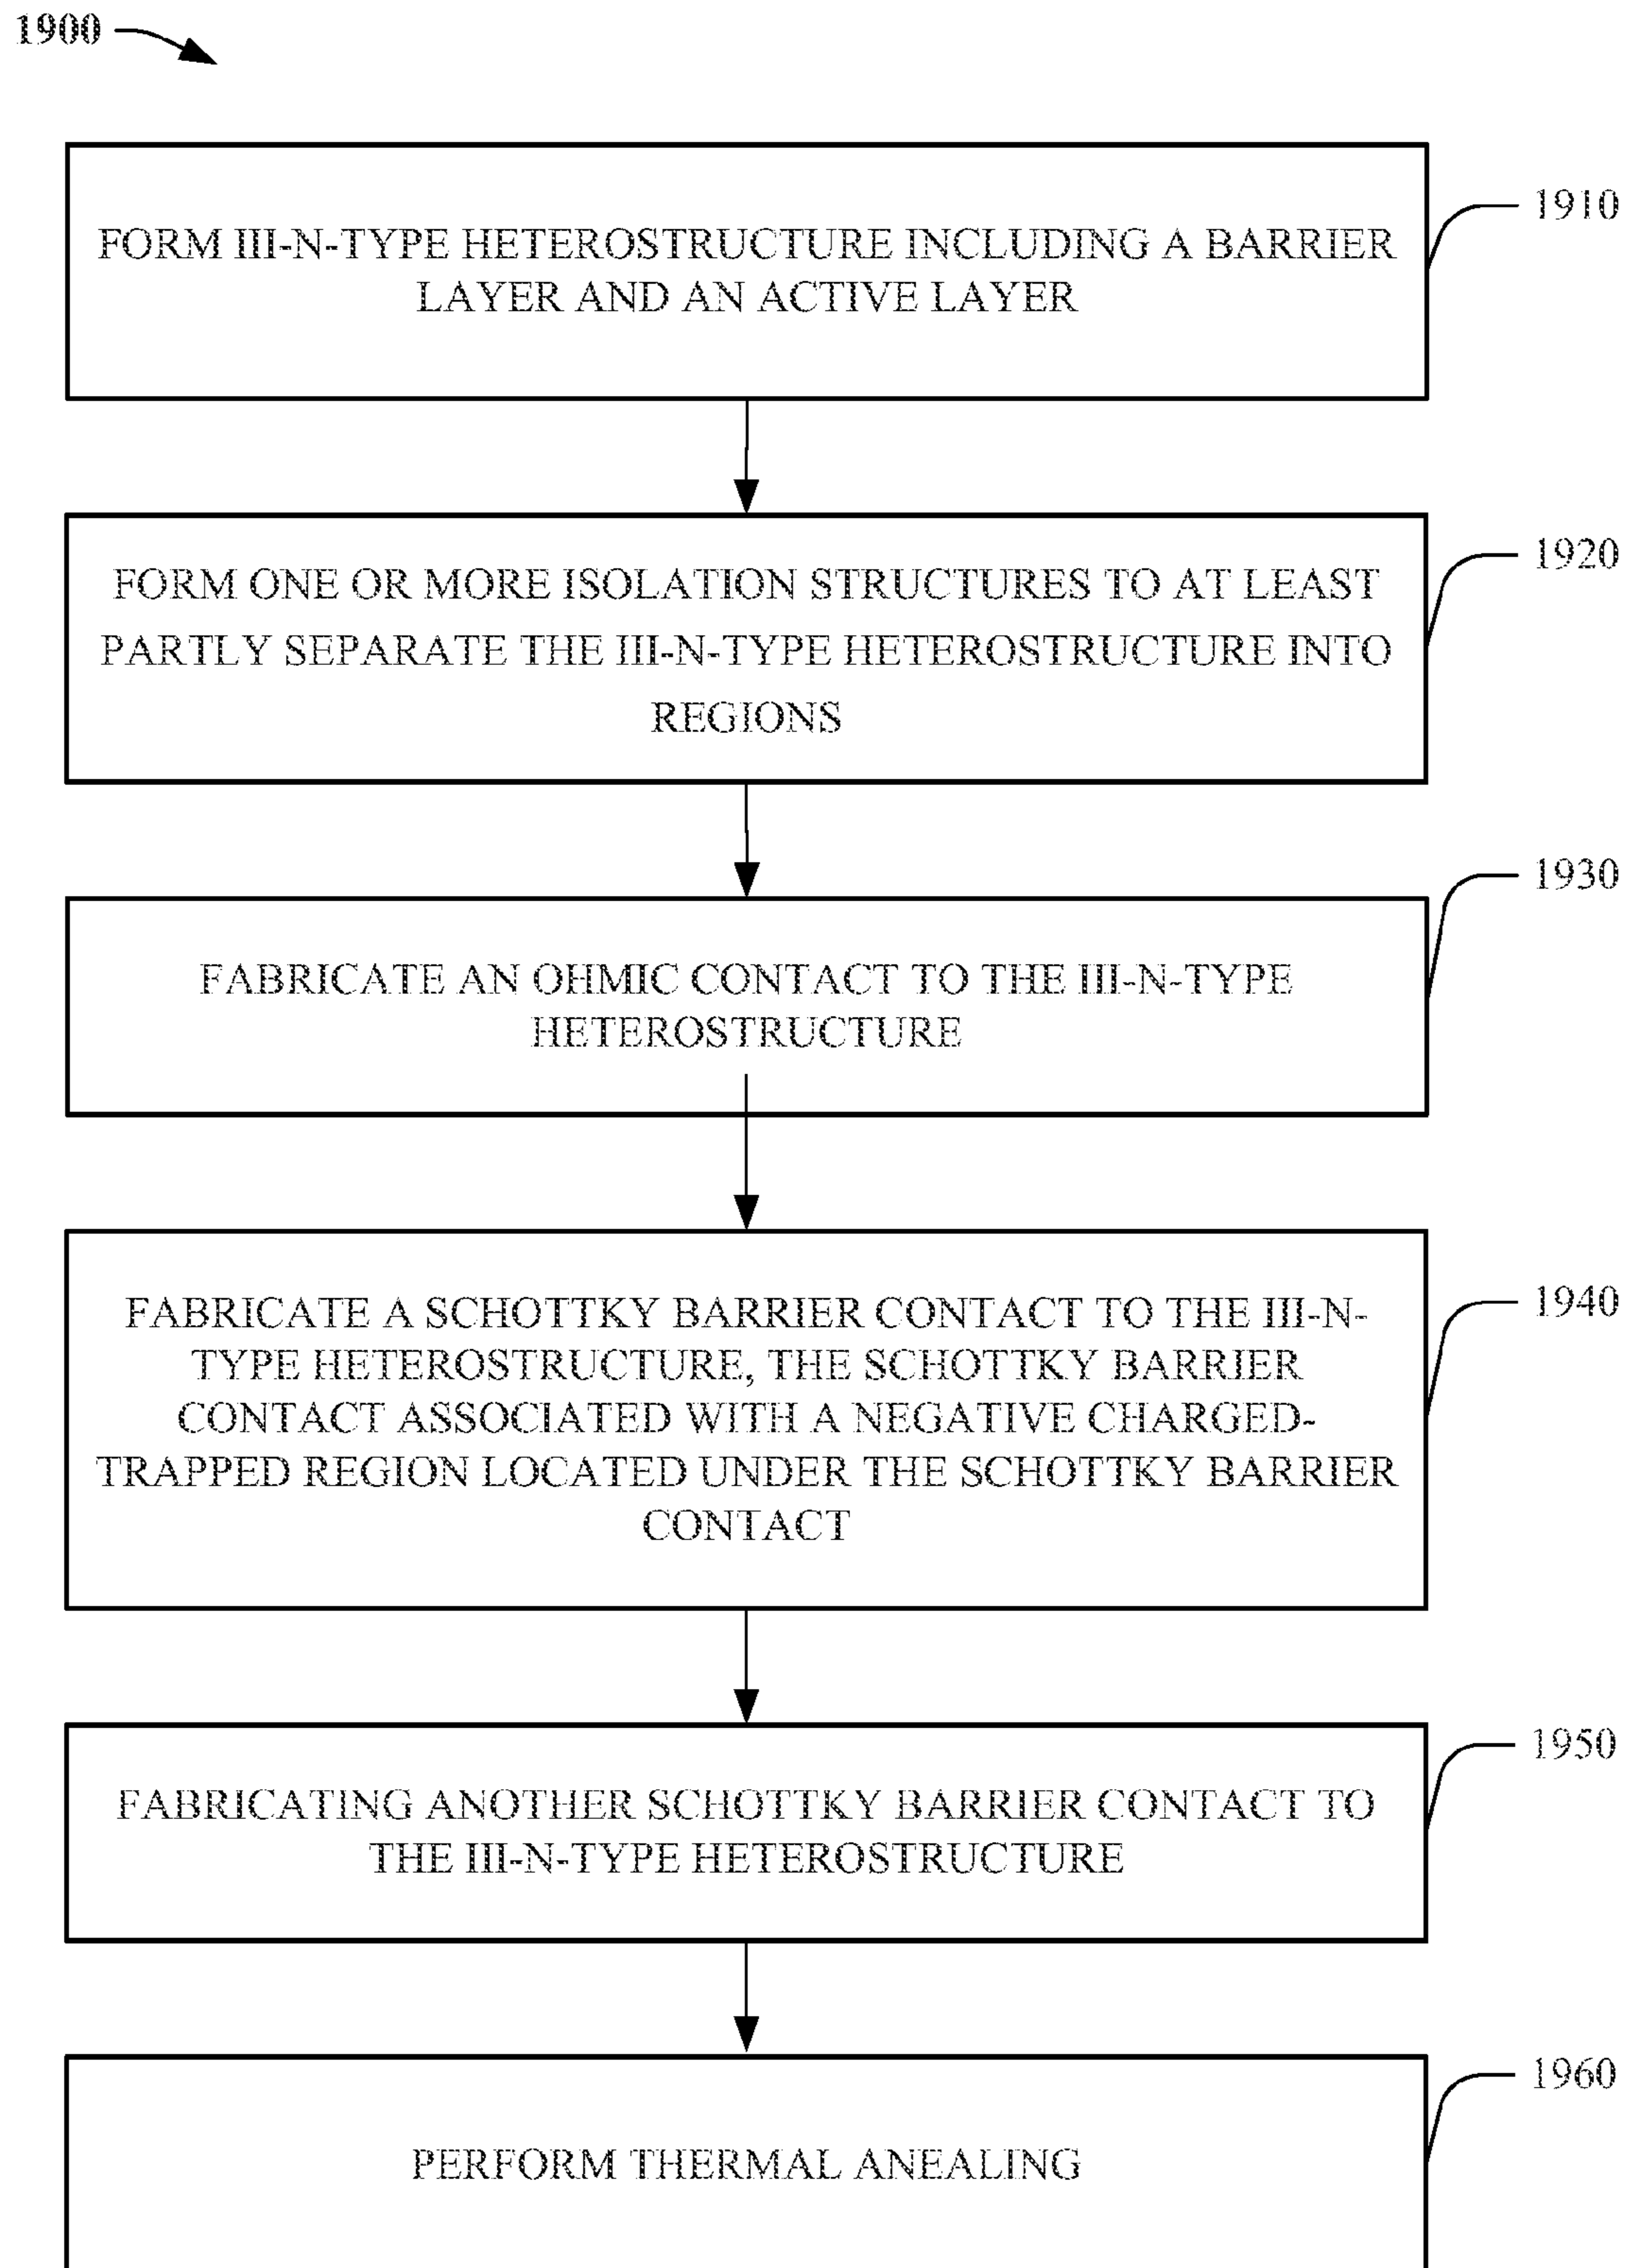 1900
FORM III-N-TYPE HETEROSTRUCTURE INCLUDING A BARRIER
LAYER AND AN ACTIVE LAYER
1910
FORM ONE OR MORE ISOLATION STRUCTURES TO AT LEAST
PARTLY SEPARATE THE III-N-TYPE HETEROSTRUCTURE INTO
REGIONS
1920
FABRICATE AN OHMIC CONTACT TO THE III-N-TYPE
HETEROSTRUCTURE
1930
FABRICATE A SCHOTTKY BARRIER CONTACT TO THE III-N-
TYPE HETEROSTRUCTURE, THE SCHOTTKY BARRIER
CONTACT ASSOCIATED WITH A NEGATIVE CHARGED-
TRAPPED REGION LOCATED UNDER THE SCHOTTKY BARRIER
CONTACT
1940
FABRICATING ANOTHER SCHOTTKY BARRIER CONTACT TO
THE III-N-TYPE HETEROSTRUCTURE
1950
PERFORM THERMAL ANEALING
1960